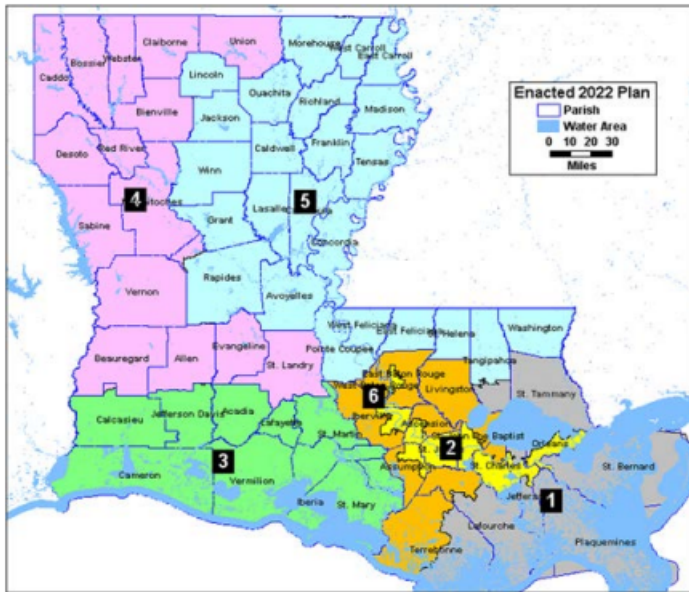 Enacted 2022 Plan
Parish
Water Area
0 10 20 30
Miles
Caddo
Bossier
Webster
Claiborne
Union
Morehouse
West Carroll
East Carroll
Lincoln
Ouachita
Richland
Madison
Bienville
Jackson
Desoto
Red River
Caldwell
Franklin
Tensas
Winn
4
5
Sabine
Grant
Lasalle
Concordia
Vernon
Rapides
Avoyelles
West Feliciana
East Feliciana
St. Helena
Washington
Beauregard
Allen
Evangeline
St. Landry
Pointe Coupee
Tangipahoa
East Baton Rouge
Livingston
St. Tammany
6
Calcasieu
Jefferson Davis
Acadia
Lafayette
St. Martin
Iberville
Ascension
2
Orleans
3
Assumption
St. Charles
St. Bernard
Cameron
Vermilion
Iberia
St. Mary
1
Lafourche
Plaquemines
Terrebonne